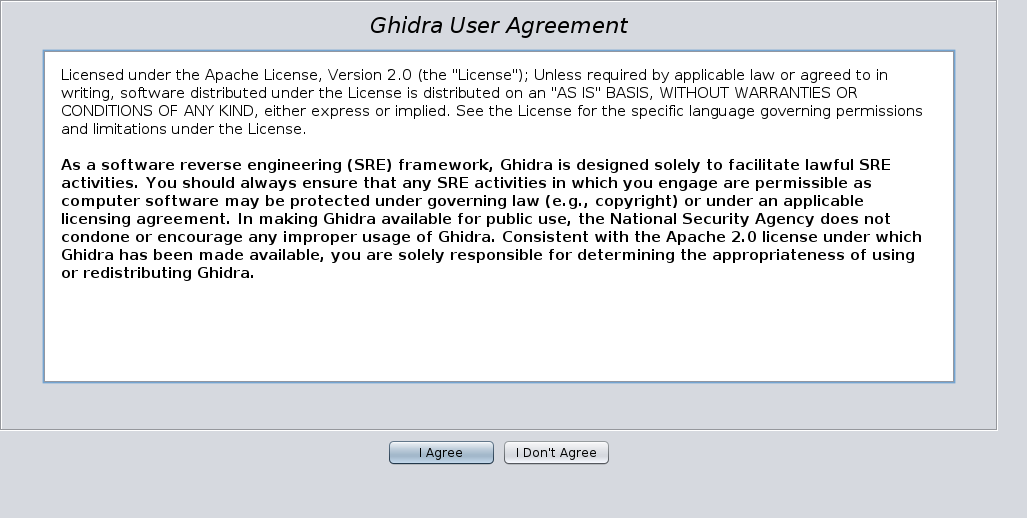 Ghidra User Agreement
Licensed under the Apache License, Version 2.0 (the "License"); Unless required by applicable law or agreed to in
writing, software distributed under the License is distributed on an "AS IS" BASIS, WITHOUT WARRANTIES OR
CONDITIONS OF ANY KIND, either express or implied. See the License for the specific language governing permissions
and limitations under the License.
As a software reverse engineering (SRE) framework, Ghidra is designed solely to facilitate lawful SRE
activities. You should always ensure that any SRE activities in which you engage are permissible as
computer software may be protected under governing law (e.g., copyright) or under an applicable
licensing agreement. In making Ghidra available for public use, the National Security Agency does not
condone or encourage any improper usage of Ghidra. Consistent with the Apache 2.0 license under which
Ghidra has been made available, you are solely responsible for determining the appropriateness of using
or redistributing Ghidra.
I Agree
I Don't Agree